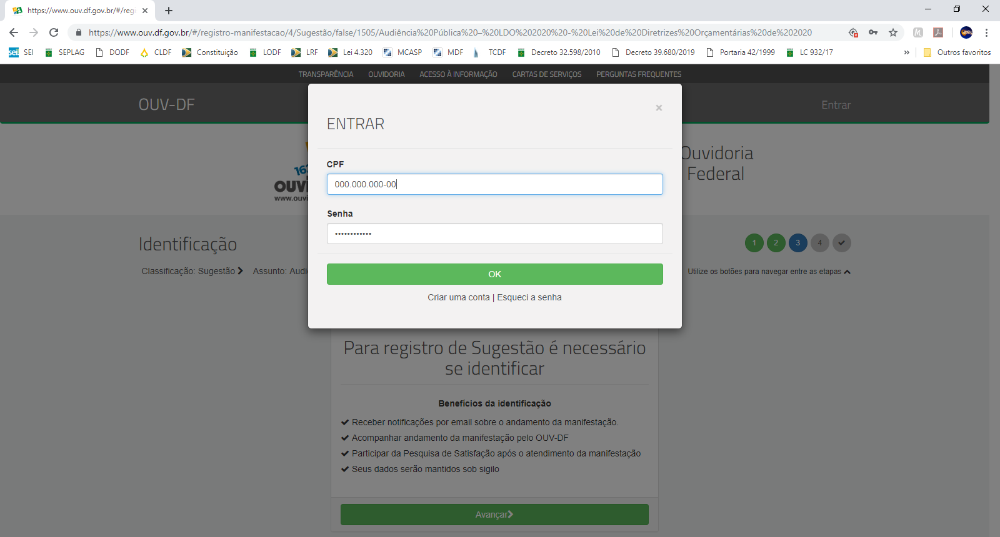 https://www.ouv.df.gov.br/#/regi
https://www.ouv.df.gov.br/#/registro-manifestacao/4/Sugestão/false/1505/Audiência%20Pública%20–%20LDO%202020%20-%20Lei%20de%20Diretrizes%20Orçamentárias%20de%202020
SEI SEPLAG DODF CLDF Constituição LODF LRF Lei 4.320 MCASP MDF TCDF Decreto 32.598/2010 Decreto 39.680/2019 Portaria 42/1999 LC 932/17 » Outros favoritos
TRANSPARÊNCIA OUVIDORIA ACESSO À INFORMAÇÃO CARTAS DE SERVIÇOS PERGUNTAS FREQUENTES
OUV-DF Entrar
×
ENTRAR
Ouvidoria
Federal
162
OUVI
www.ouvi
CPF
000.000.000-00
Senha
••••••••••••
OK
Criar uma conta | Esqueci a senha
Identificação
1 2 3 4
Classificação: Sugestão Assunto: Audi
Utilize os botões para navegar entre as etapas
Para registro de Sugestão é necessário
se identificar
Benefícios da identificação
Receber notificações por email sobre o andamento da manifestação.
Acompanhar andamento da manifestação pelo OUV-DF
Participar da Pesquisa de Satisfação após o atendimento da manifestação
Seus dados serão mantidos sob sigilo
Avançar